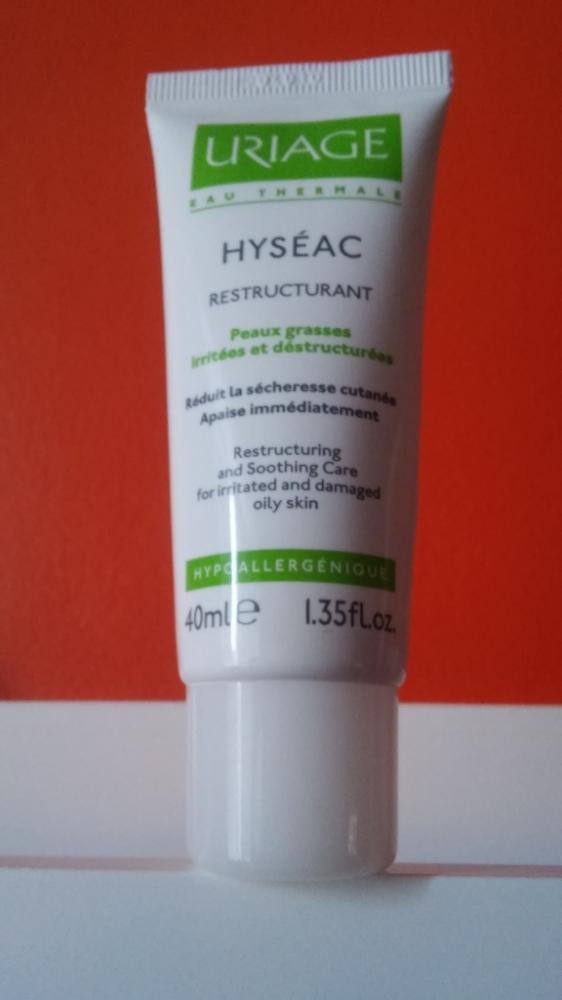 URIAGE
EAU THERMALE
HYSÉAC
RESTRUCTURANT
Peaux grasses
irritées et déstructurées
Réduit la sécheresse cutanée
Apaise immédiatement
Restructuring
and Soothing Care
for irritated and damaged
oily skin
HYPOALLERGÉNIQUE
40ml e 1.35fl.oz.